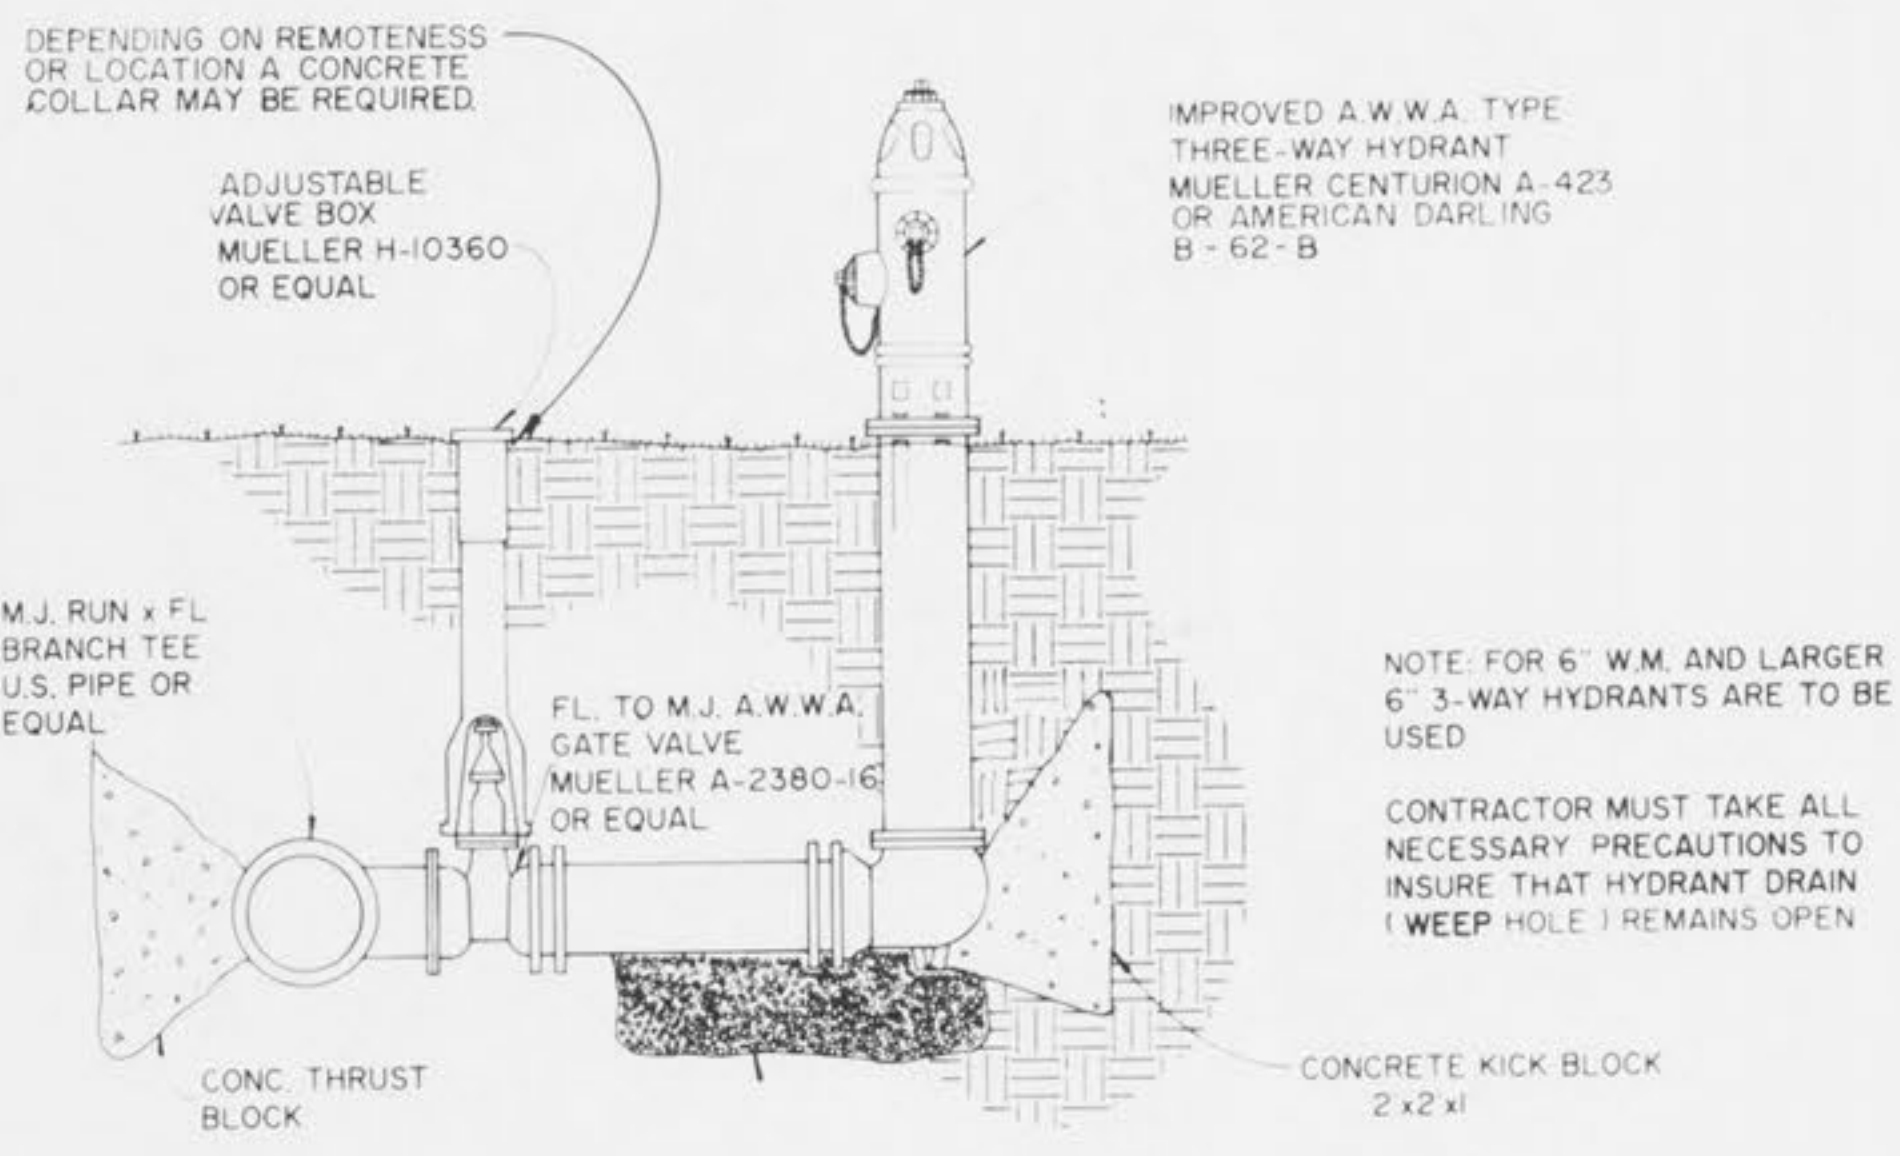 DEPENDING ON REMOTENESS
OR LOCATION A CONCRETE
COLLAR MAY BE REQUIRED.
ADJUSTABLE
VALVE BOX
MUELLER H-10360
OR EQUAL
IMPROVED A.W.W.A. TYPE
THREE-WAY HYDRANT
MUELLER CENTURION A-423
OR AMERICAN DARLING
B-62-B
M.J. RUN x FL
BRANCH TEE
U.S. PIPE OR
EQUAL
FL. TO M.J. A.W.W.A.
GATE VALVE
MUELLER A-2380-16
OR EQUAL
NOTE: FOR 6" W.M. AND LARGER
6" 3-WAY HYDRANTS ARE TO BE
USED
CONTRACTOR MUST TAKE ALL
NECESSARY PRECAUTIONS TO
INSURE THAT HYDRANT DRAIN
(WEEP HOLE) REMAINS OPEN
CONC. THRUST
BLOCK
CONCRETE KICK BLOCK
2x2x1